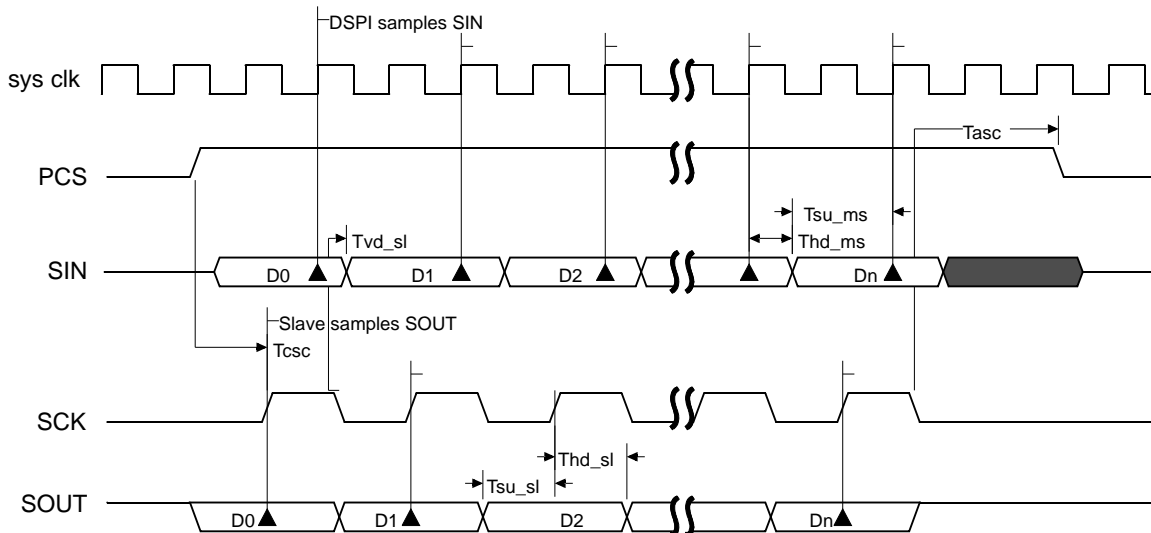 DSPI samples SIN
sys clk
Tasc
PCS
Tsu_ms
Tvd_sl
Thd_ms
SIN
D0
D1
D2
Dn
Slave samples SOUT
Tcsc
SCK
Thd_sl
Tsu_sl
SOUT
D0
D1
D2
Dn